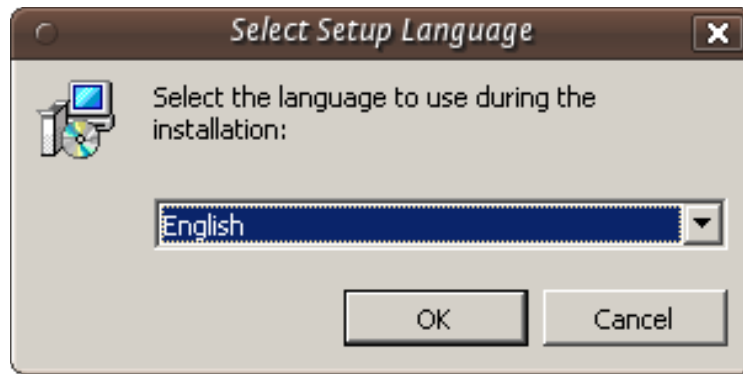 Select Setup Language
Select the language to use during the
installation:
English
OK
Cancel